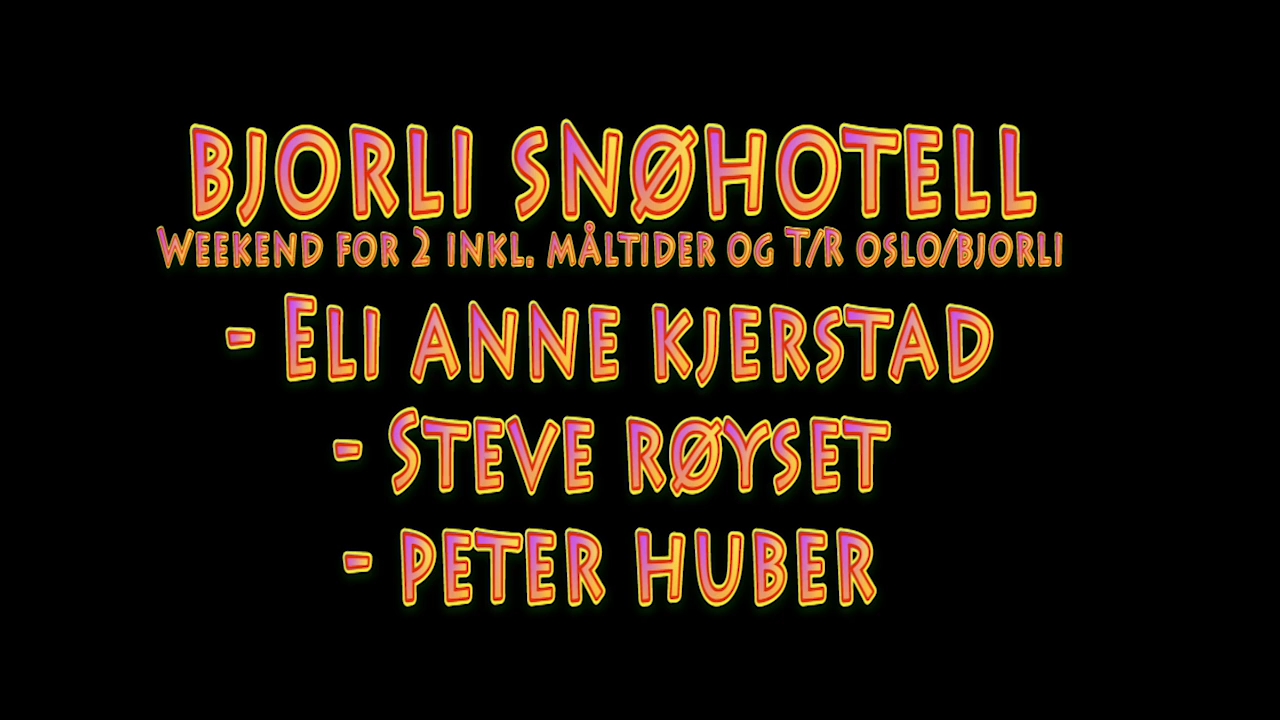 BJORLI SNØHOTELL
WEEKEND FOR 2 INKL. MÅLTIDER OG T/R OSLO/BJORLI
- ELI ANNE KJERSTAD
- STEVE RØYSET
- PETER HUBER